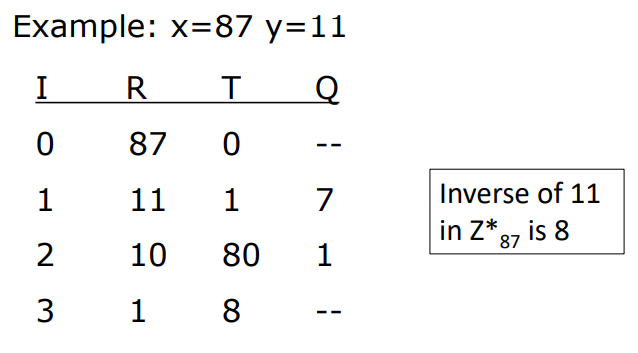 Example: x=87 y=11
I R T Q
0 87 0 --
1 11 1 7
Inverse of 11
in Z*87 is 8
2 10 80 1
3 1 8 --